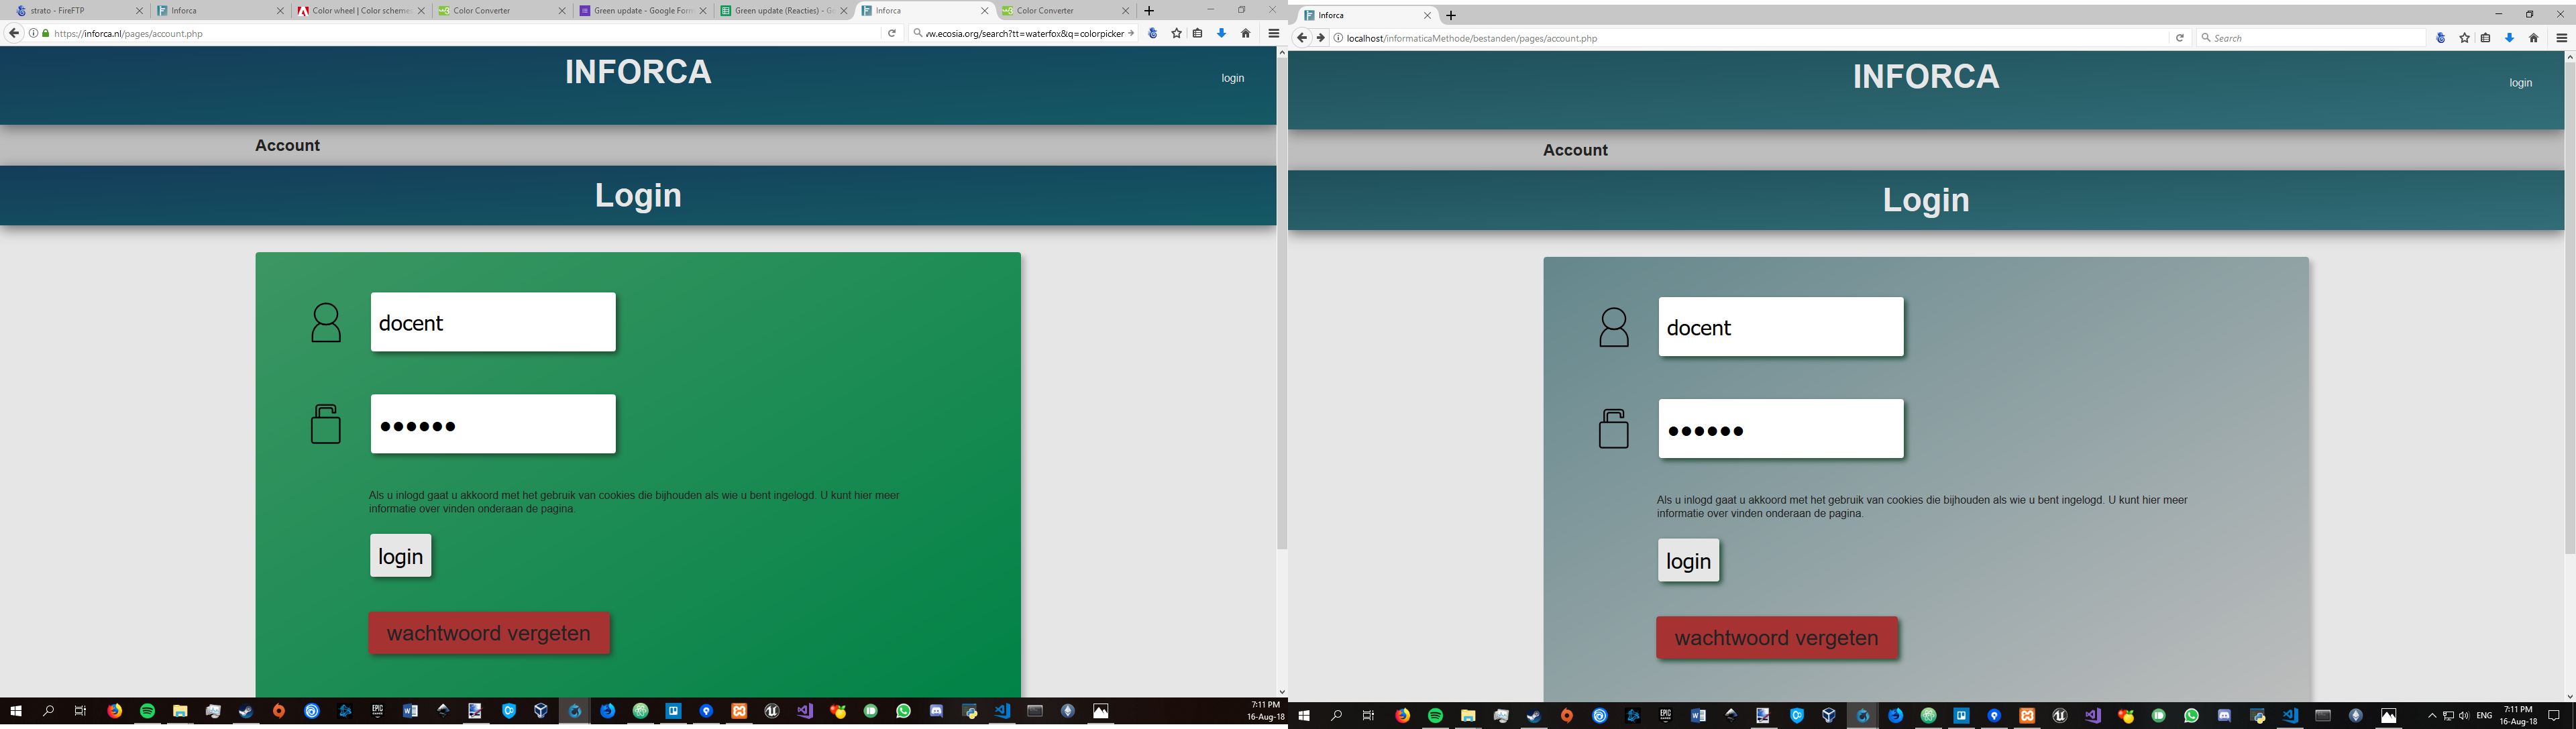 strato - FireFTP
Inforca
Color wheel | Color scheme
Color Converter
Green update - Google For
Green update (Reacties) - G
Inforca
Color Converter
https://inforca.nl/pages/account.php
w.ecosia.org/search?tt=waterfox&q=colorpicker
INFORCA
login
Account
Login
docent
Als u inlogd gaat u akkoord met het gebruik van cookies die bijhouden als wie u bent ingelogd. U kunt hier meer
informatie over vinden onderaan de pagina.
login
wachtwoord vergeten
EPIC
7:11 PM
16-Aug-18
Inforca
localhost/informaticaMethode/bestanden/pages/account.php
Search
INFORCA
login
Account
Login
docent
Als u inlogd gaat u akkoord met het gebruik van cookies die bijhouden als wie u bent ingelogd. U kunt hier meer
informatie over vinden onderaan de pagina.
login
wachtwoord vergeten
EPIC
ENG
7:11 PM
16-Aug-18